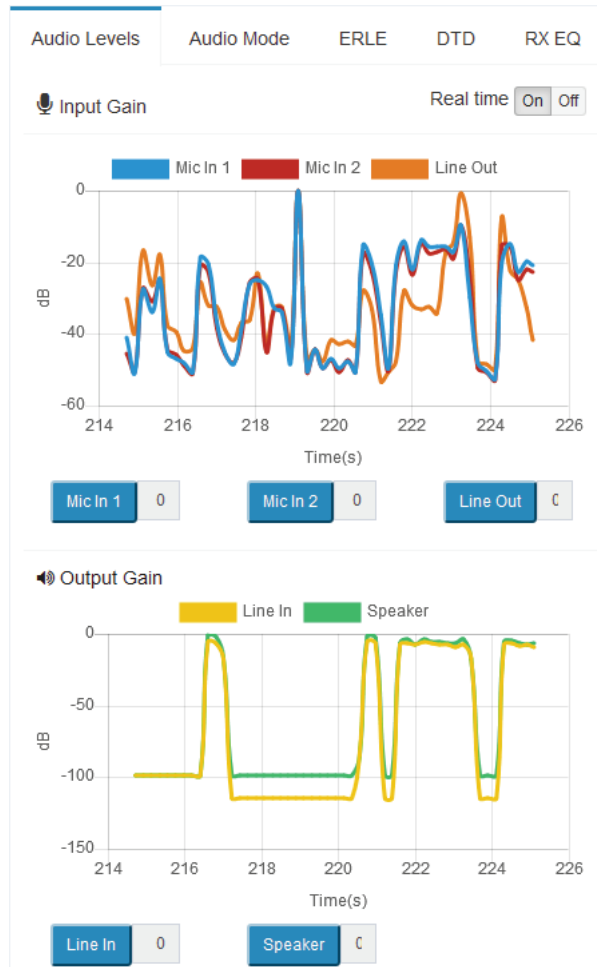 Audio Levels Audio Mode ERLE DTD RX EQ
Input Gain Real time On Off
Mic In 1 Mic In 2 Line Out
0
-20
-40
-60
dB
214 216 218 220 222 224 226
Time(s)
Mic In 1 0 Mic In 2 0 Line Out
Output Gain
Line In Speaker
0
-50
-100
-150
dB
214 216 218 220 222 224 226
Time(s)
Line In 0 Speaker